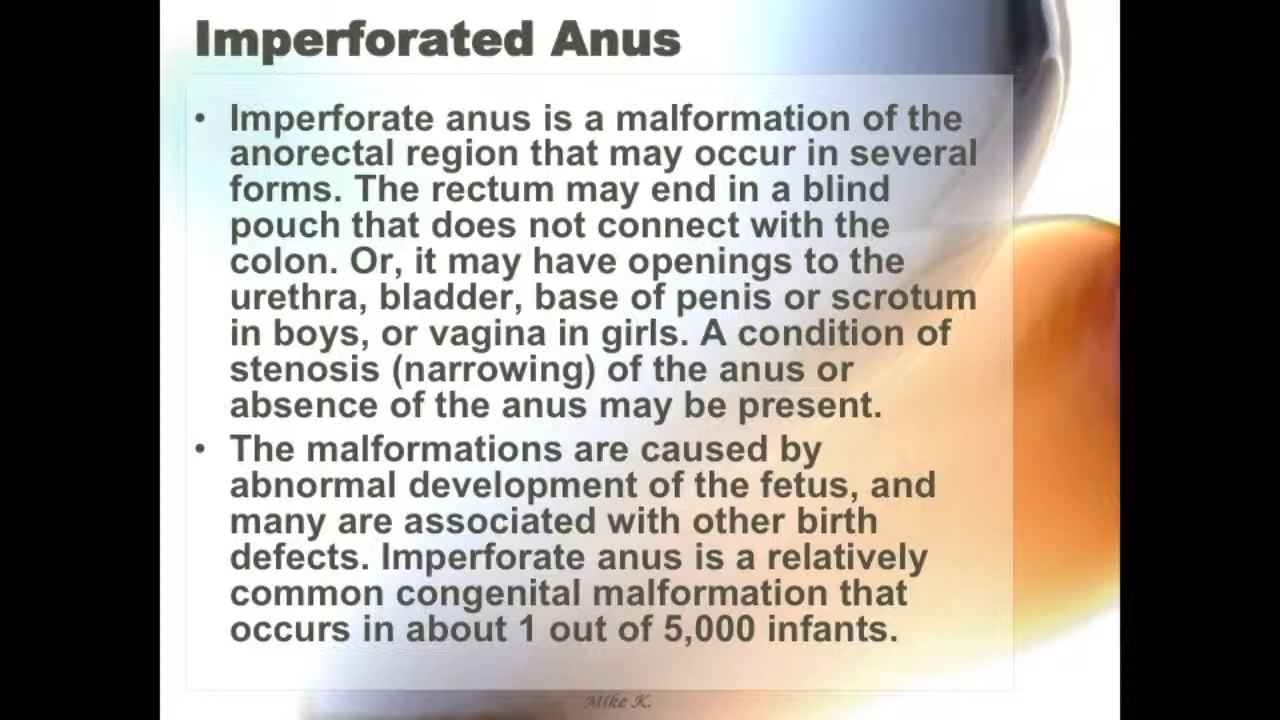 Imperforated Anus
• Imperforate anus is a malformation of the
anorectal region that may occur in several
forms. The rectum may end in a blind
pouch that does not connect with the
colon. Or, it may have openings to the
urethra, bladder, base of penis or scrotum
in boys, or vagina in girls. A condition of
stenosis (narrowing) of the anus or
absence of the anus may be present.
• The malformations are caused by
abnormal development of the fetus, and
many are associated with other birth
defects. Imperforate anus is a relatively
common congenital malformation that
occurs in about 1 out of 5,000 infants.
Mike K.